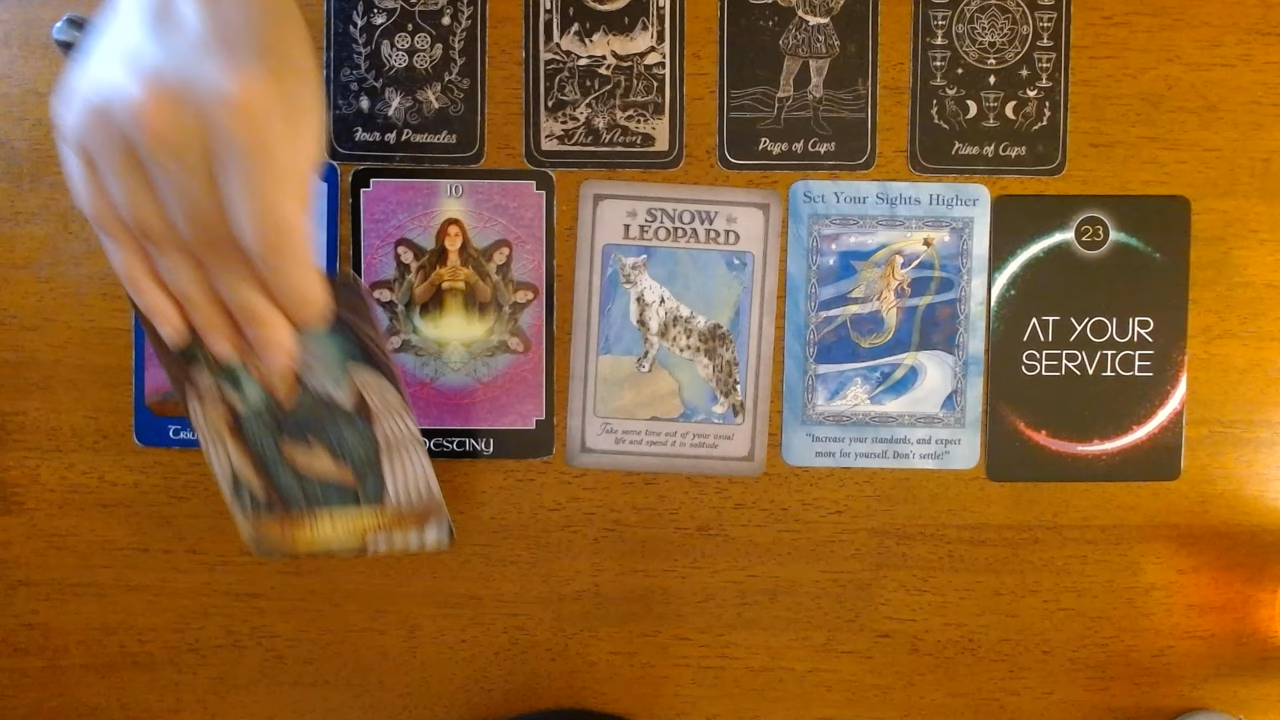 Four of Pentacles
The Moon
Page of Cups
Nine of Cups
10
DESTINY
SNOW
LEOPARD
Take some time out of your usual
life and spend it in solitude
Set Your Sights Higher
"Increase your standards, and expect
more for yourself. Don't settle!"
23
AT YOUR
SERVICE